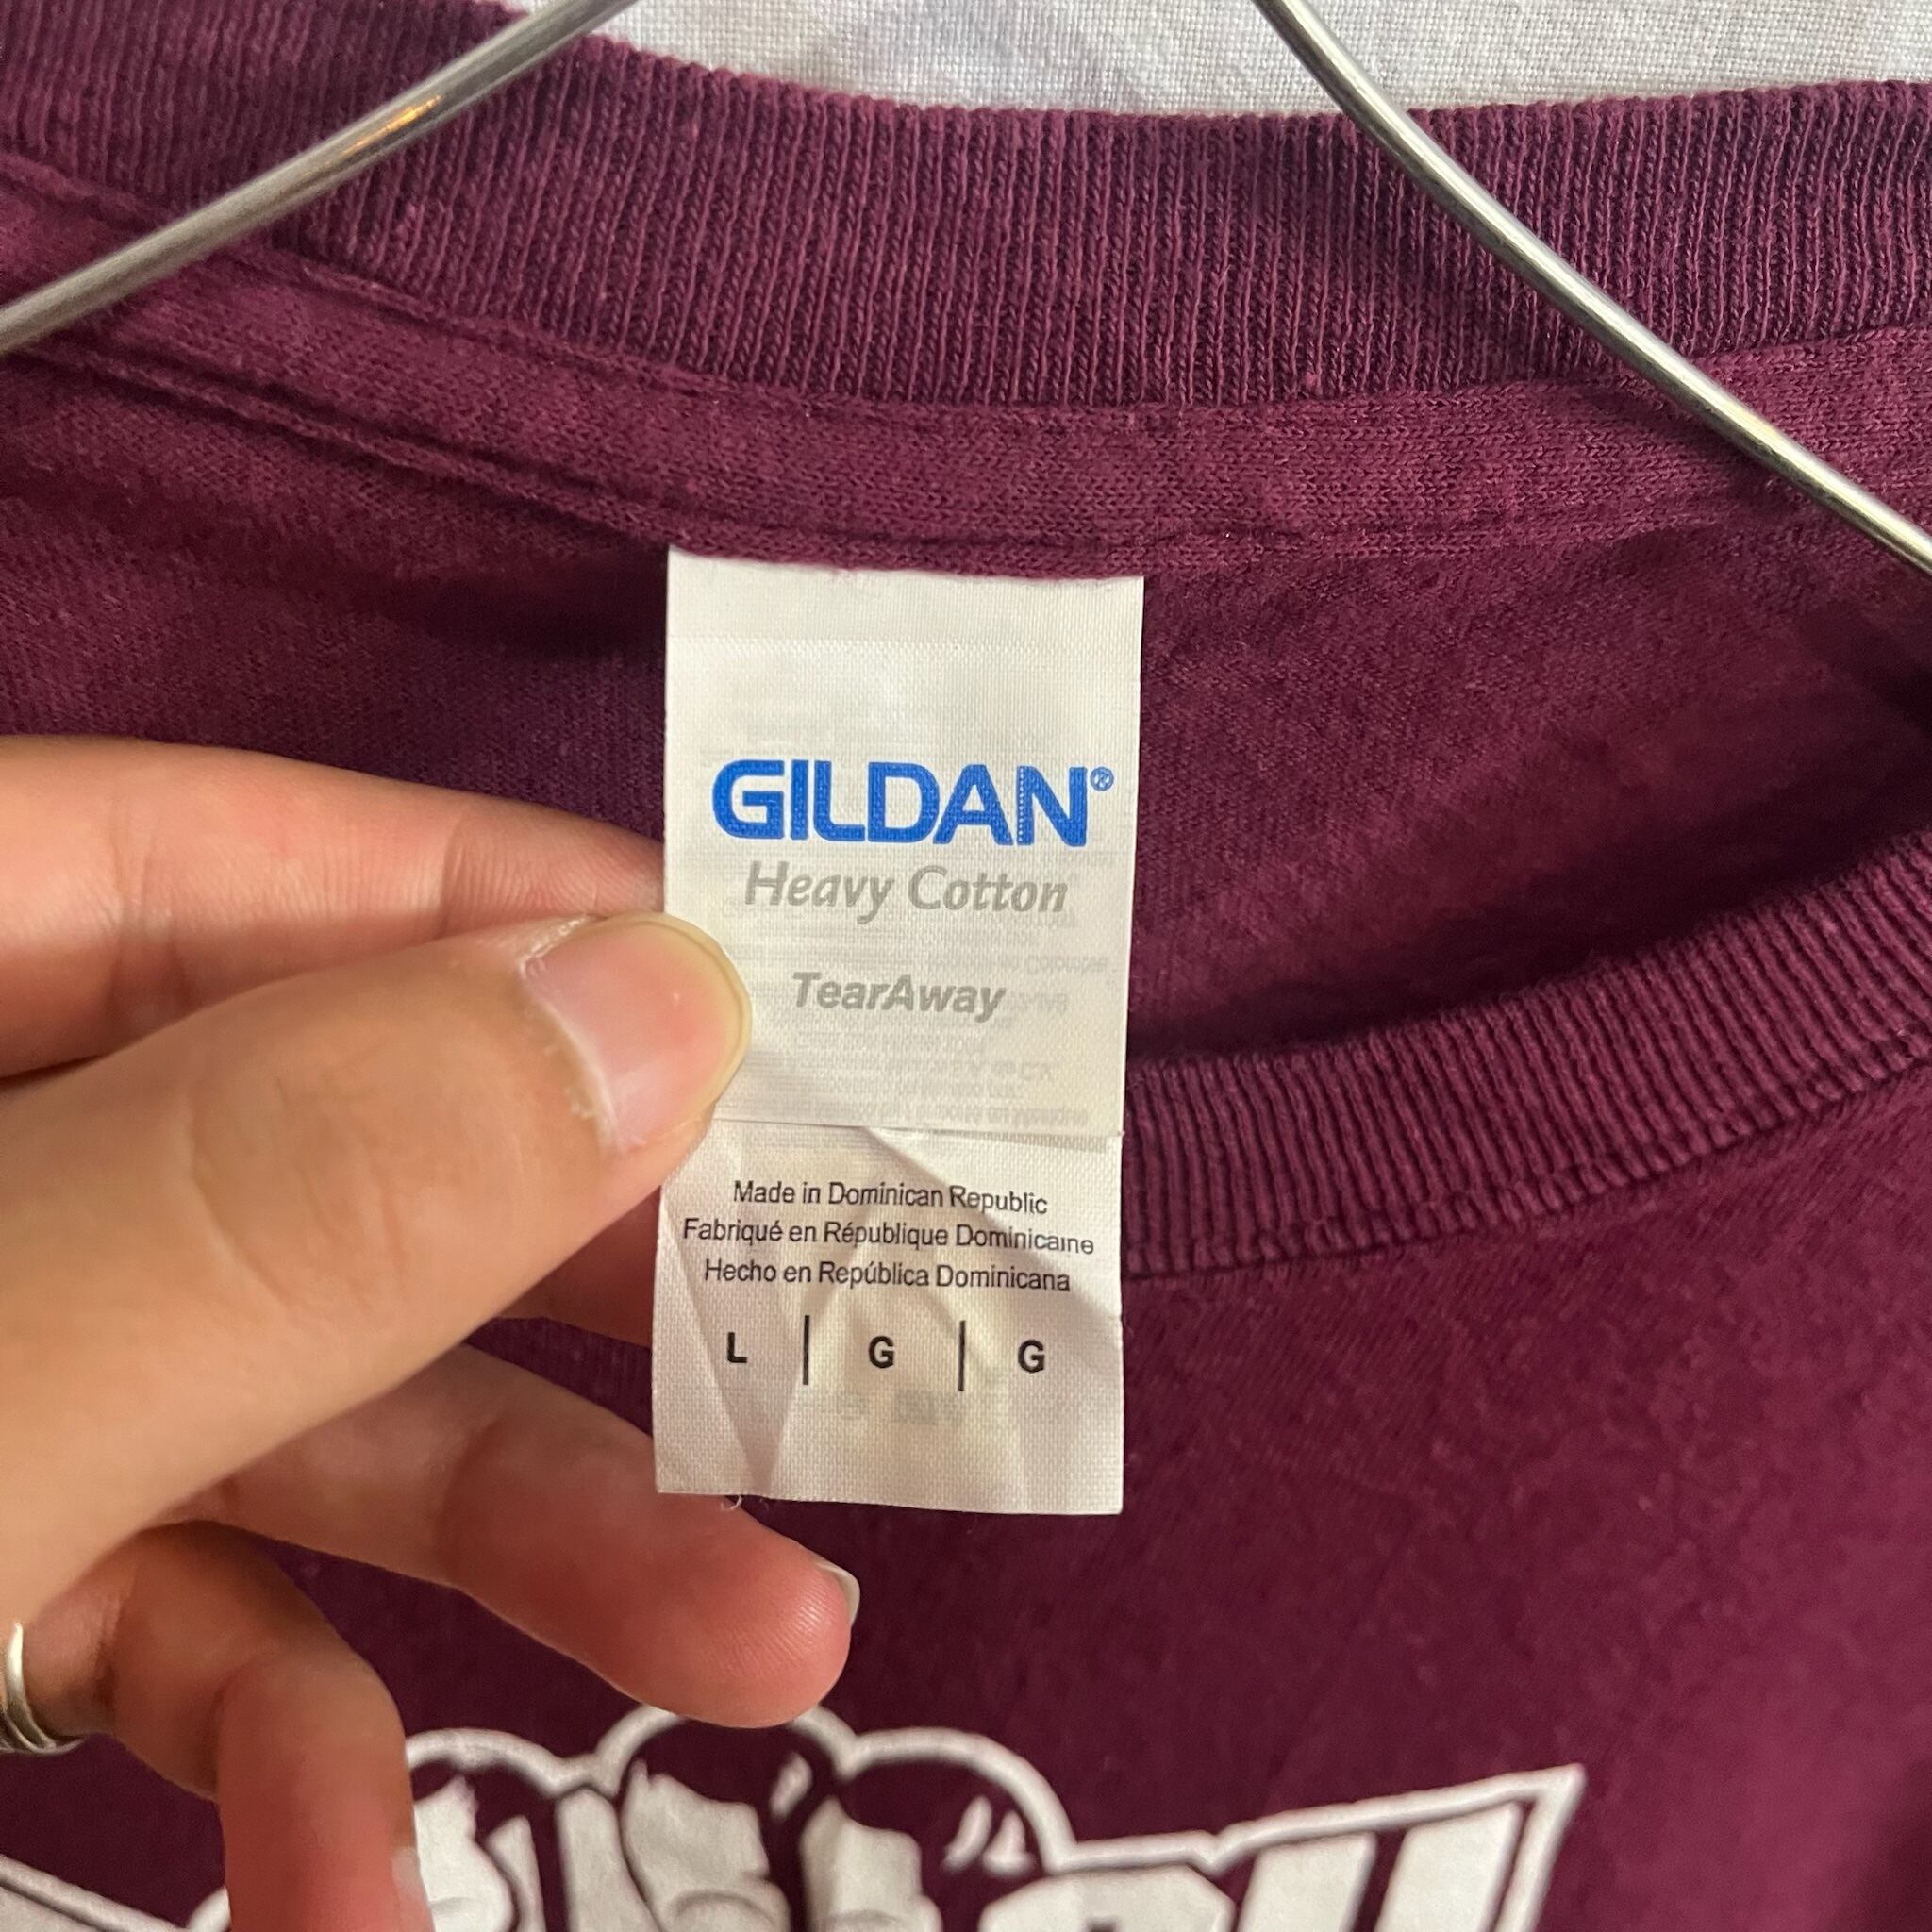 GILDAN®
Heavy Cotton
TearAway
Made in Dominican Republic
Fabriqué en République Dominicaine
Hecho en República Dominicana
L | G | G